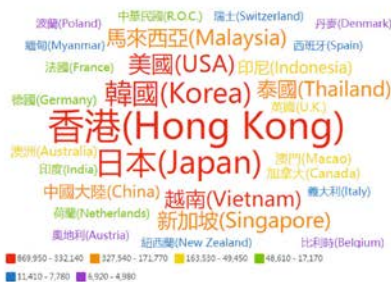 波蘭(Poland) 中華民國(R.O.C.) 瑞士(Switzerland) 丹麥(Denmark)
緬甸(Myanmar) 馬來西亞(Malaysia) 西班牙(Spain)
法國(France) 美國(USA) 印尼(Indonesia)
德國(Germany) 韓國(Korea) 泰國(Thailand)
英國(U.K.)
香港(Hong Kong)
澳洲(Australia) 日本(Japan) 澳門(Macao)
印度(India) 加拿大(Canada)
中國大陸(China) 越南(Vietnam) 義大利(Italy)
荷蘭(Netherlands) 新加坡(Singapore)
奧地利(Austria) 紐西蘭(New Zealand) 比利時(Belgium)
869,950 - 332,140 327,540 - 171,770 163,530 - 49,450 48,610 - 17,170
11,410 - 7,780 6,920 - 4,980